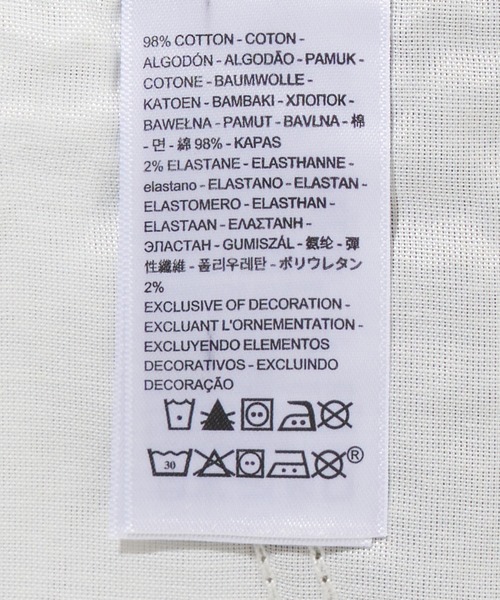 98% COTTON - COTON -
ALGODÓN - ALGODÃO - PAMUK -
COTONE - BAUMWOLLE -
KATOEN - BAMBAKI - ХЛОПОК -
BAWEŁNA - PAMUT - BAVLNA - 棉
- 면 - 綿 98% - KAPAS
2% ELASTANE - ELASTHANNE -
elastano - ELASTANO - ELASTAN -
ELASTOMERO - ELASTHAN -
ELASTAAN - ΕΛΑΣΤΑΝΗ -
ЭЛАСТАН - GUMISZÁL - 氨纶 - 彈
性纖維 - 폴리우레탄 - ポリウレタン
2%
EXCLUSIVE OF DECORATION -
EXCLUANT L'ORNEMENTATION -
EXCLUYENDO ELEMENTOS
DECORATIVOS - EXCLUINDO
DECORAÇÃO
30 ®